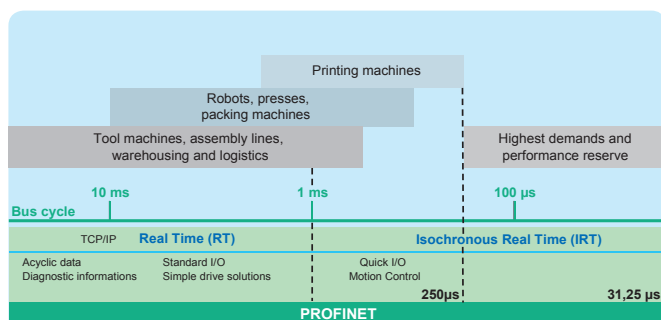 Printing machines
Robots, presses,
packing machines
Tool machines, assembly lines,
warehousing and logistics
Highest demands and
performance reserve
10 ms
1 ms
100 µs
Bus cycle
TCP/IP
Real Time (RT)
Isochronous Real Time (IRT)
Acyclic data
Diagnostic informations
Standard I/O
Simple drive solutions
Quick I/O
Motion Control
250µs
31,25 µs
PROFINET